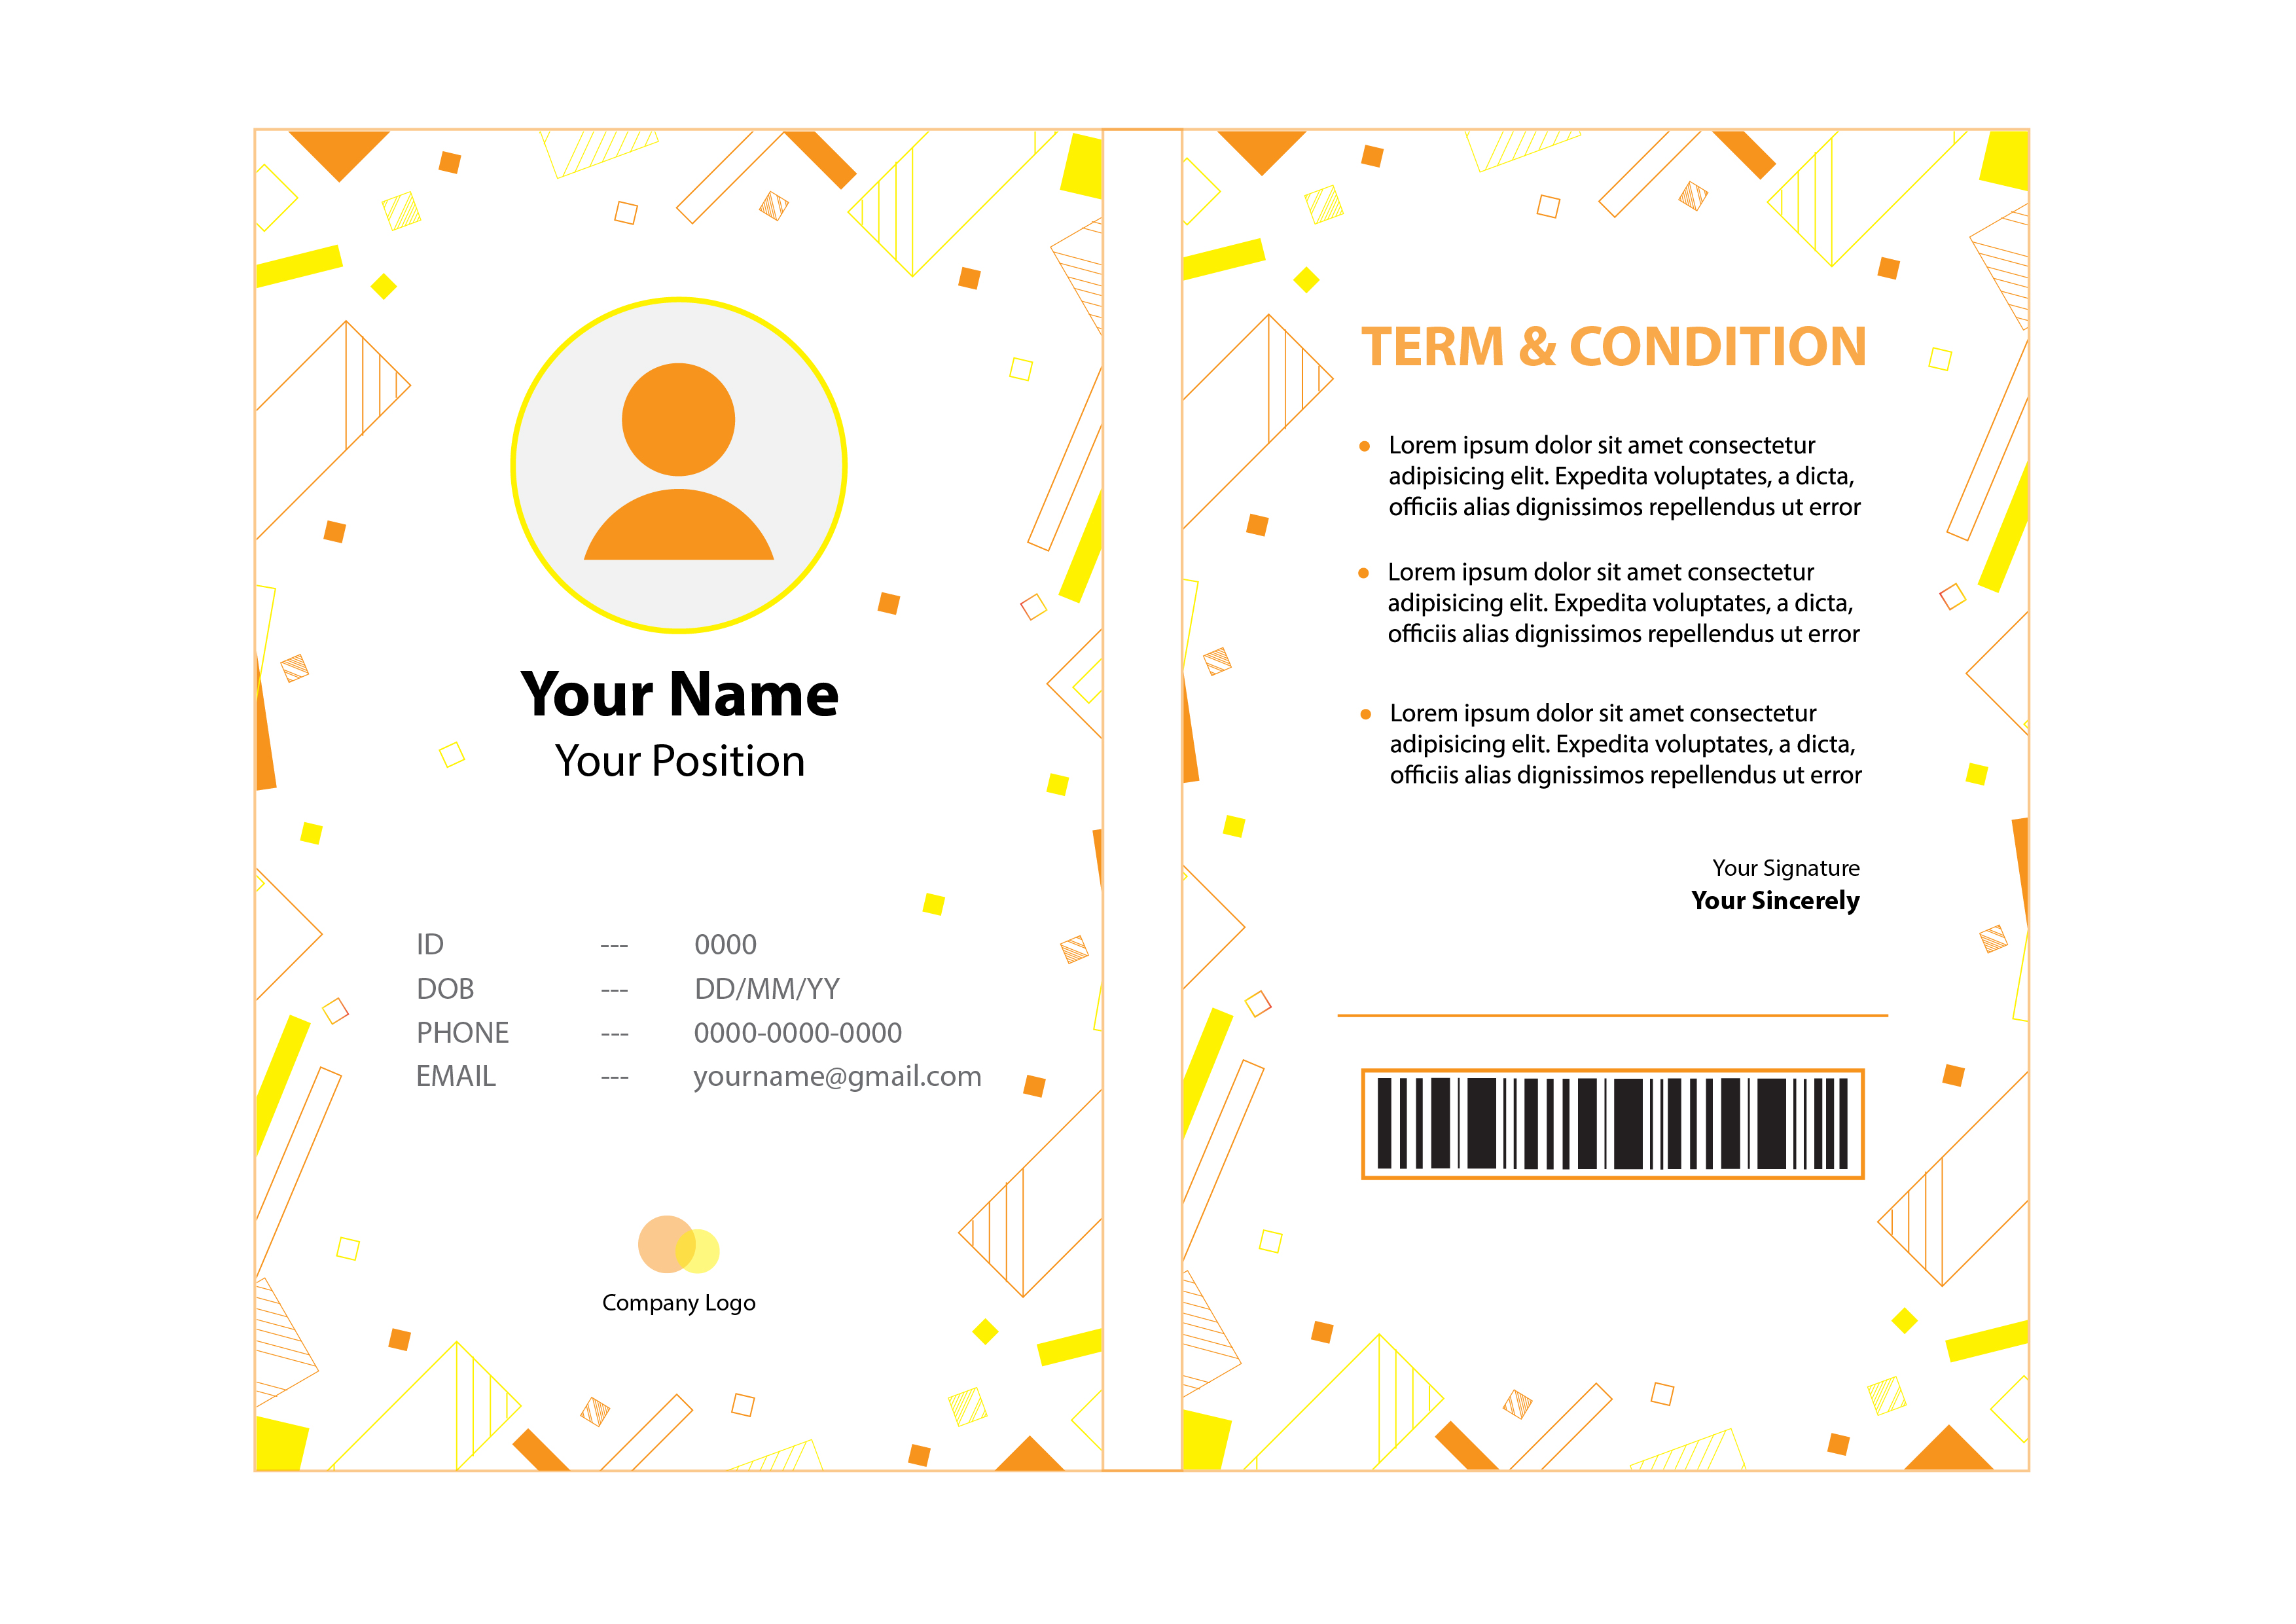 Your Name
Your Position
ID --- 0000
DOB --- DD/MM/YY
PHONE --- 0000-0000-0000
EMAIL --- yourname@gmail.com
Company Logo
TERM & CONDITION
• Lorem ipsum dolor sit amet consectetur
adipisicing elit. Expedita voluptates, a dicta,
officiis alias dignissimos repellendus ut error
• Lorem ipsum dolor sit amet consectetur
adipisicing elit. Expedita voluptates, a dicta,
officiis alias dignissimos repellendus ut error
• Lorem ipsum dolor sit amet consectetur
adipisicing elit. Expedita voluptates, a dicta,
officiis alias dignissimos repellendus ut error
Your Signature
Your Sincerely